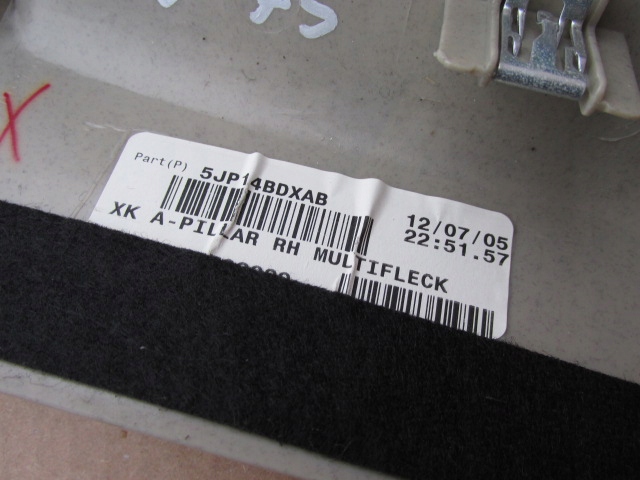 Part(P) 5JP14BDXAB
12/07/05
22:51.57
XK A-PILLAR RH MULTIFLECK
X